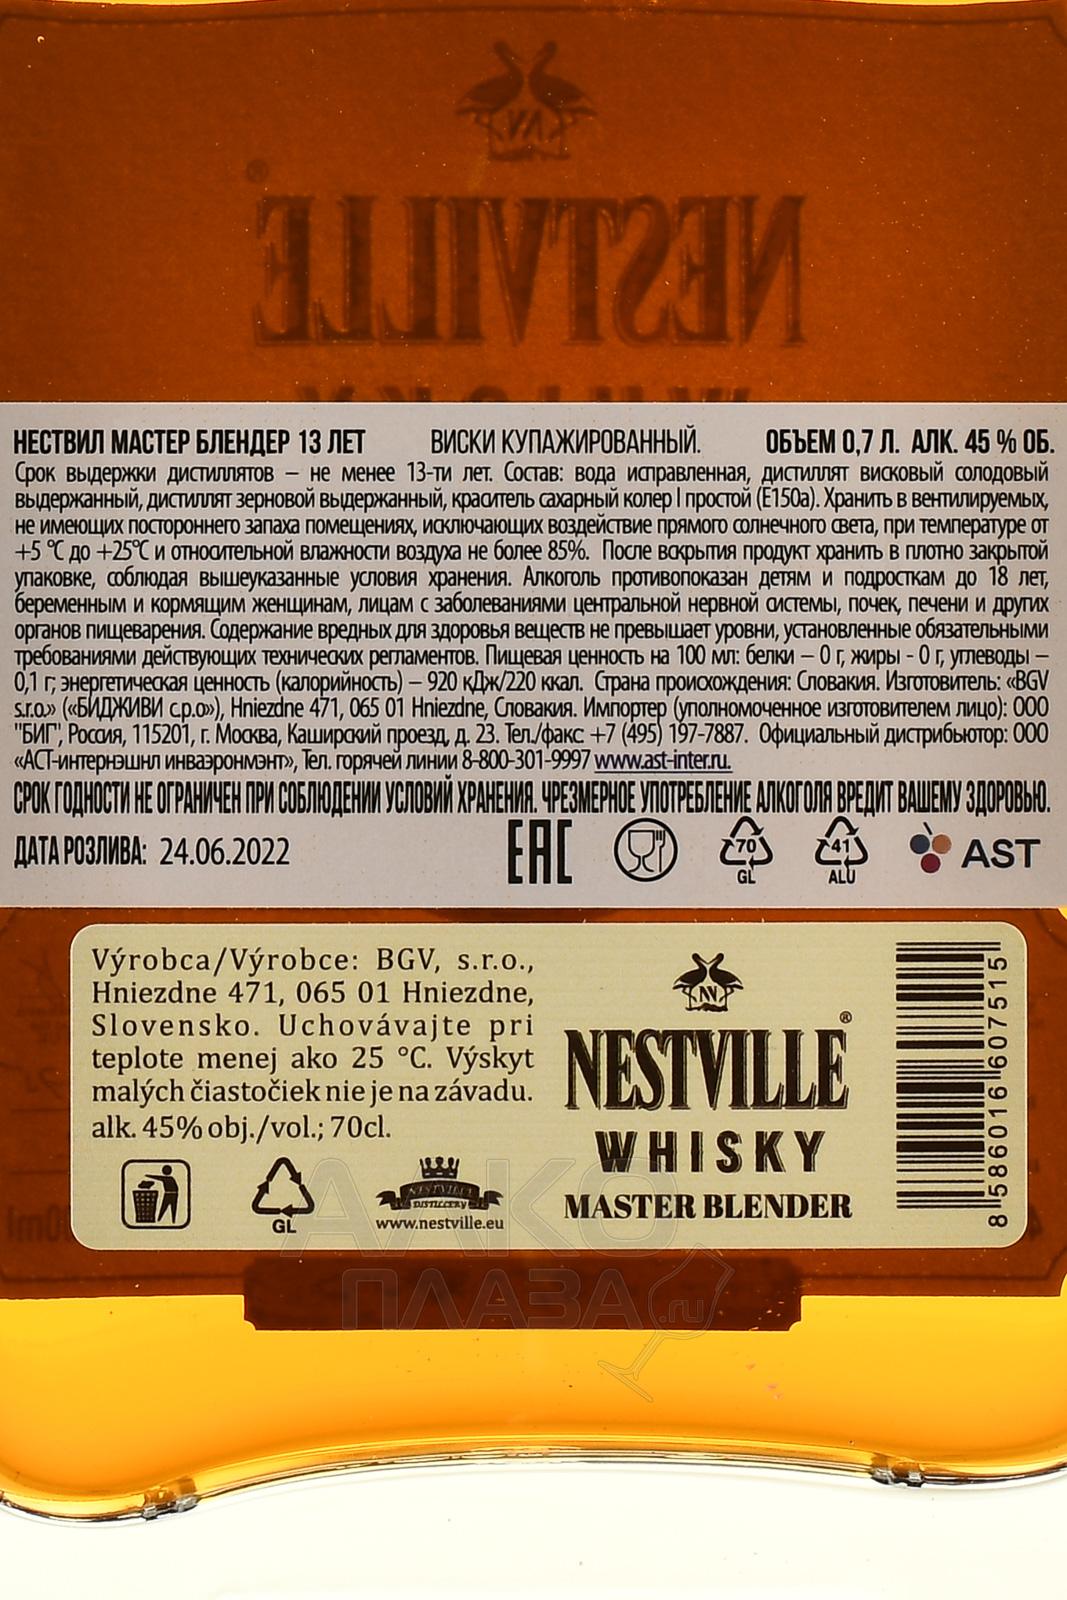 NESTVILLE
®
WHISKY
НЕСТВИЛ МАСТЕР БЛЕНДЕР 13 ЛЕТ ВИСКИ КУПАЖИРОВАННЫЙ. ОБЪЕМ 0,7 Л. АЛК. 45 % ОБ.
Срок выдержки дистиллятов – не менее 13-ти лет. Состав: вода исправленная, дистиллят висковый солодовый
выдержанный, дистиллят зерновой выдержанный, краситель сахарный колер I простой (Е150а). Хранить в вентилируемых,
не имеющих постороннего запаха помещениях, исключающих воздействие прямого солнечного света, при температуре от
+5 °С до +25°С и относительной влажности воздуха не более 85%. После вскрытия продукт хранить в плотно закрытой
упаковке, соблюдая вышеуказанные условия хранения. Алкоголь противопоказан детям и подросткам до 18 лет,
беременным и кормящим женщинам, лицам с заболеваниями центральной нервной системы, почек, печени и других
органов пищеварения. Содержание вредных для здоровья веществ не превышает уровни, установленные обязательными
требованиями действующих технических регламентов. Пищевая ценность на 100 мл: белки – 0 г, жиры - 0 г, углеводы –
0,1 г; энергетическая ценность (калорийность) – 920 кДж/220 ккал. Страна происхождения: Словакия. Изготовитель: «BGV
s.r.o.» («БИДЖИВИ с.р.о»), Hniezdne 471, 065 01 Hniezdne, Словакия. Импортер (уполномоченное изготовителем лицо): ООО
"БИГ", Россия, 115201, г. Москва, Каширский проезд, д. 23. Тел./факс: +7 (495) 197-7887. Официальный дистрибьютор: ООО
«АСТ-интернэшнл инваэронмэнт», Тел. горячей линии 8-800-301-9997 www.ast-inter.ru.
СРОК ГОДНОСТИ НЕ ОГРАНИЧЕН ПРИ СОБЛЮДЕНИИ УСЛОВИЙ ХРАНЕНИЯ. ЧРЕЗМЕРНОЕ УПОТРЕБЛЕНИЕ АЛКОГОЛЯ ВРЕДИТ ВАШЕМУ ЗДОРОВЬЮ.
ДАТА РОЗЛИВА: 24.06.2022
EAC
70
GL
41
ALU
AST
Výrobca/Výrobce: BGV, s.r.o.,
Hniezdne 471, 065 01 Hniezdne,
Slovensko. Uchovávajte pri
teplote menej ako 25 °C. Výskyt
malých čiastočiek nie je na závadu.
alk. 45% obj./vol.; 70cl.
GL
NESTVILLE
DISTILLERY
www.nestville.eu
NV
NESTVILLE®
WHISKY
MASTER BLENDER
8586016607515
АЛКО
ПЛАЗА
.ru